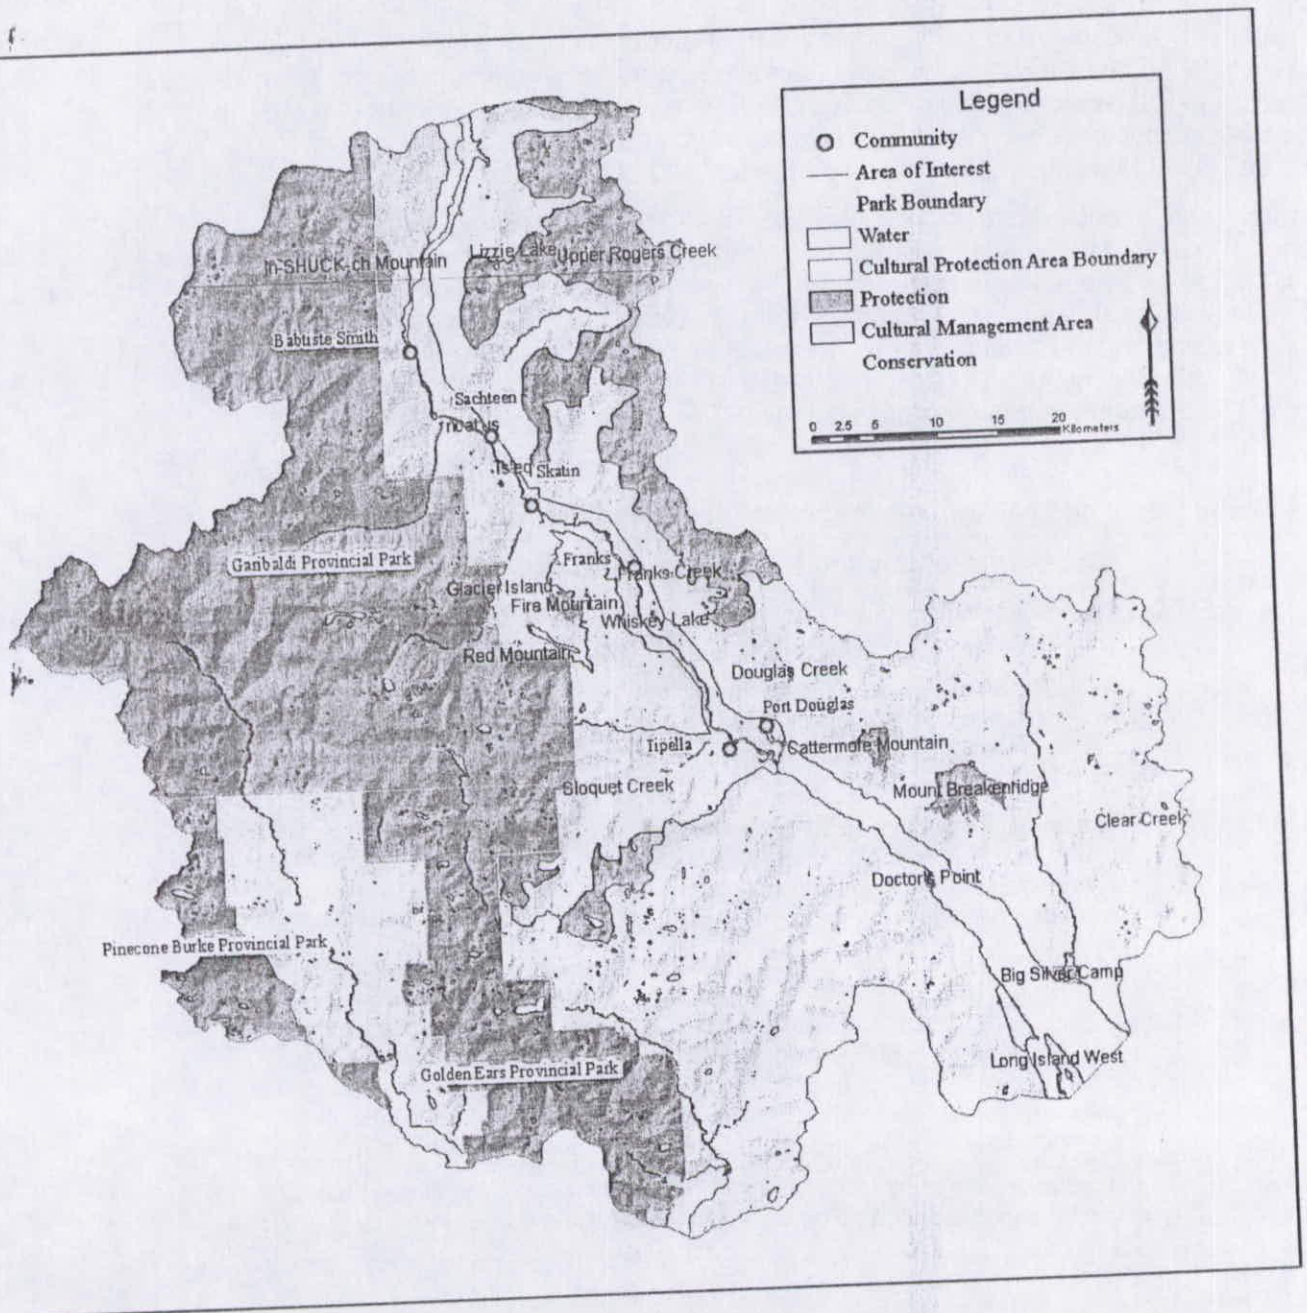 Legend
Community
Area of Interest
Park Boundary
Water
Cultural Protection Area Boundary
Protection
Cultural Management Area
Conservation
0 2.5 5 10 15 20
Kilometers
In-SHUCK-ch Mountain
Lizzie Lake
Upper Rogers Creek
Babtiste Smith
Sachteen
Skatin
Garibaldi Provincial Park
Franks
Franks Creek
Glacier Island
Fire Mountain
Whiskey Lake
Red Mountain
Douglas Creek
Port Douglas
Tipella
Cattermole Mountain
Sloquet Creek
Mount Breakenridge
Clear Creek
Doctors Point
Pinecone Burke Provincial Park
Big Silver Camp
Long Island West
Golden Ears Provincial Park